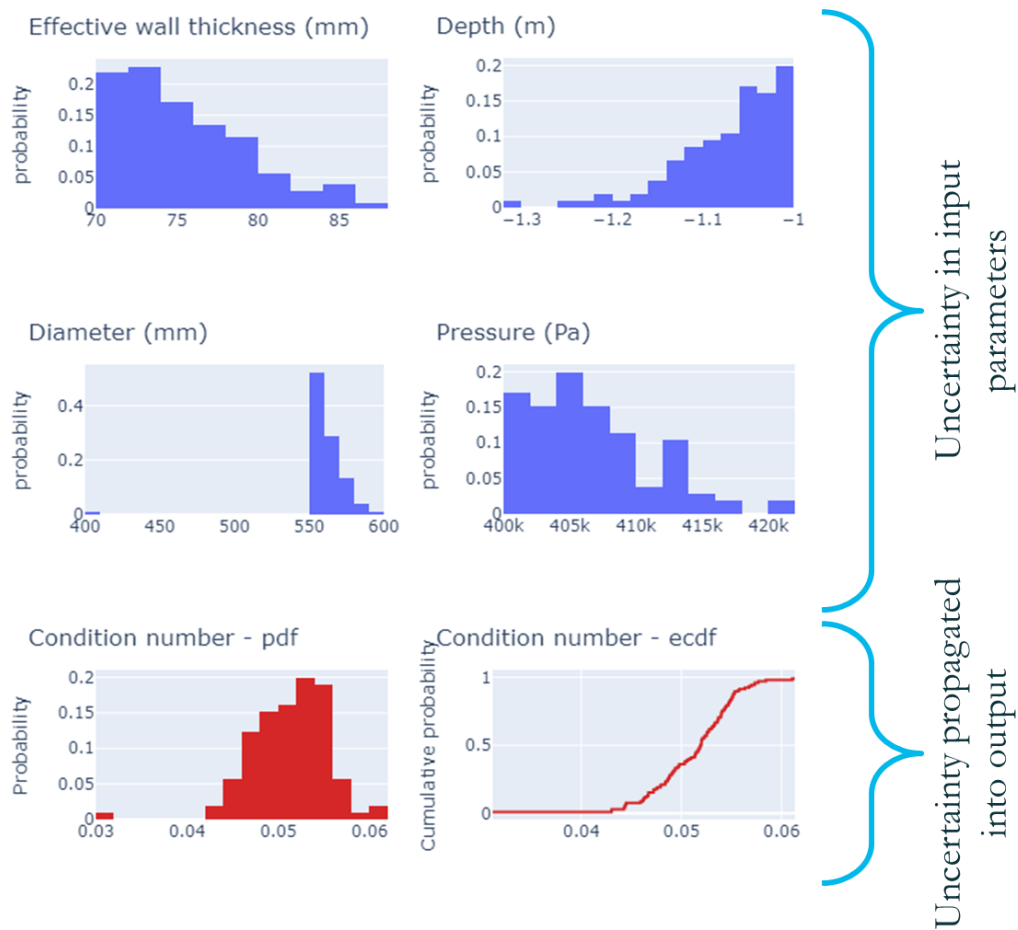 Effective wall thickness (mm)
probability
0.2
0.15
0.1
0.05
0
70 75 80 85
Depth (m)
probability
0.2
0.15
0.1
0.05
0
−1.3 −1.2 −1.1 −1
Diameter (mm)
probability
0.4
0.2
0
400 450 500 550 600
Pressure (Pa)
probability
0.2
0.15
0.1
0.05
0
400k 405k 410k 415k 420k
Uncertainty in input
parameters
Condition number - pdf
Probability
0.2
0.15
0.1
0.05
0
0.03 0.04 0.05 0.06
Condition number - ecdf
Cumulative probability
1
0.5
0
0.04 0.05 0.06
Uncertainty propagated
into output